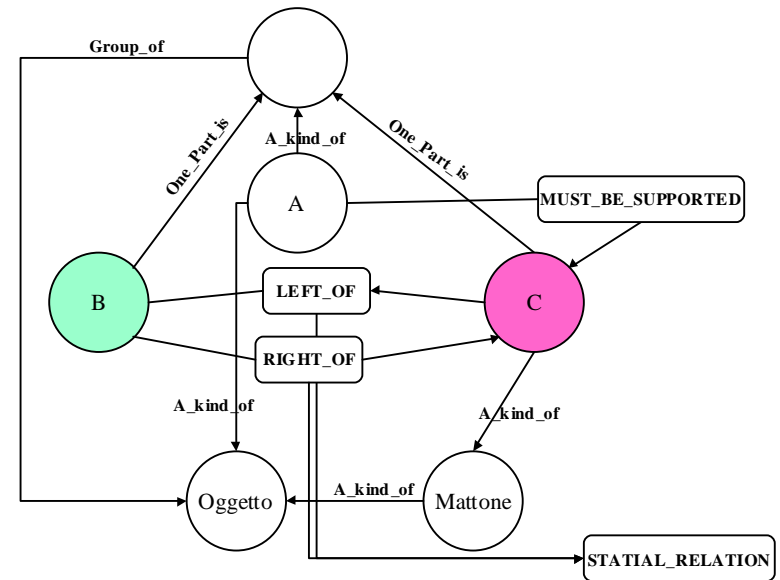 Group_of
One_Part_is
A_kind_of
One_Part_is
A
MUST_BE_SUPPORTED
B
LEFT_OF
C
RIGHT_OF
A_kind_of
A_kind_of
Oggetto
A_kind_of
Mattone
STATIAL_RELATION